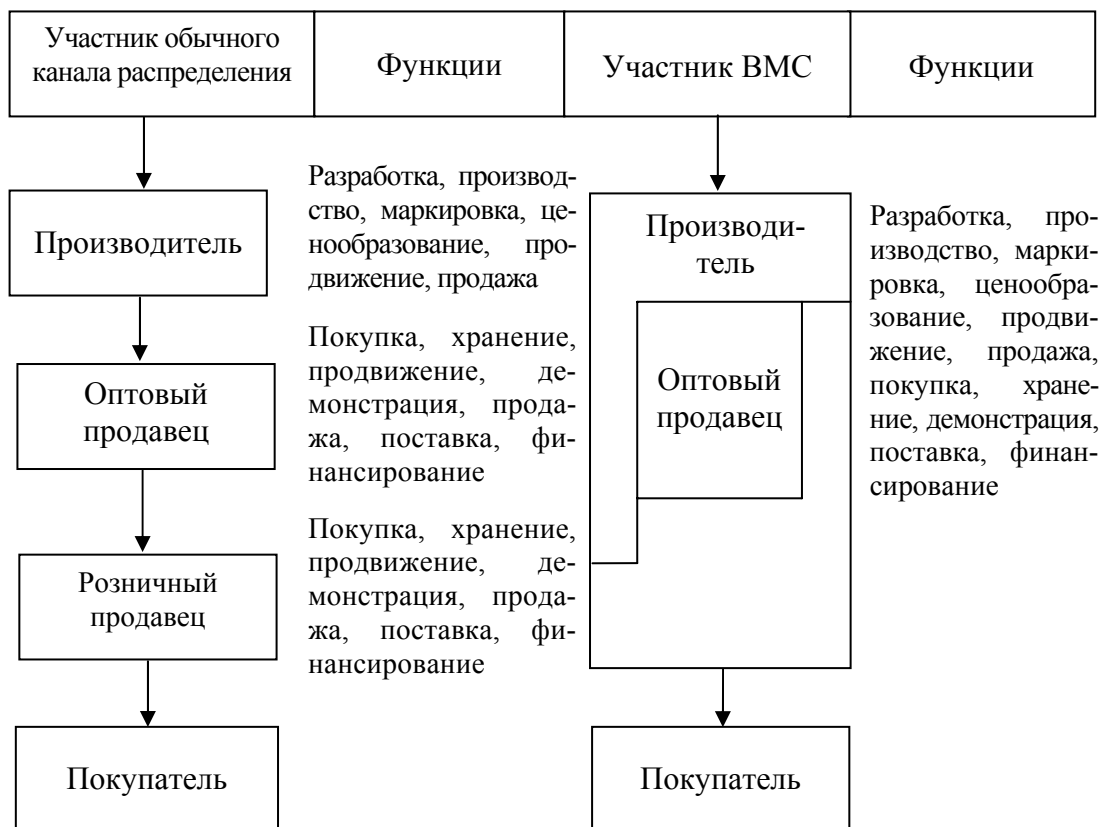 Участник обычного
канала распределения
Функции
Участник ВМС
Функции
Производитель
Разработка, производ-
ство, маркировка, це-
нообразование, про-
движение, продажа
Оптовый
продавец
Покупка, хранение,
продвижение, де-
монстрация, прода-
жа, поставка, фи-
нансирование
Розничный
продавец
Покупка, хранение,
продвижение, де-
монстрация, прода-
жа, поставка, фи-
нансирование
Покупатель
Производи-
тель
Оптовый
продавец
Покупатель
Разработка, про-
изводство, марки-
ровка, ценообра-
зование, продви-
жение, продажа,
покупка, хране-
ние, демонстрация,
поставка, финан-
сирование